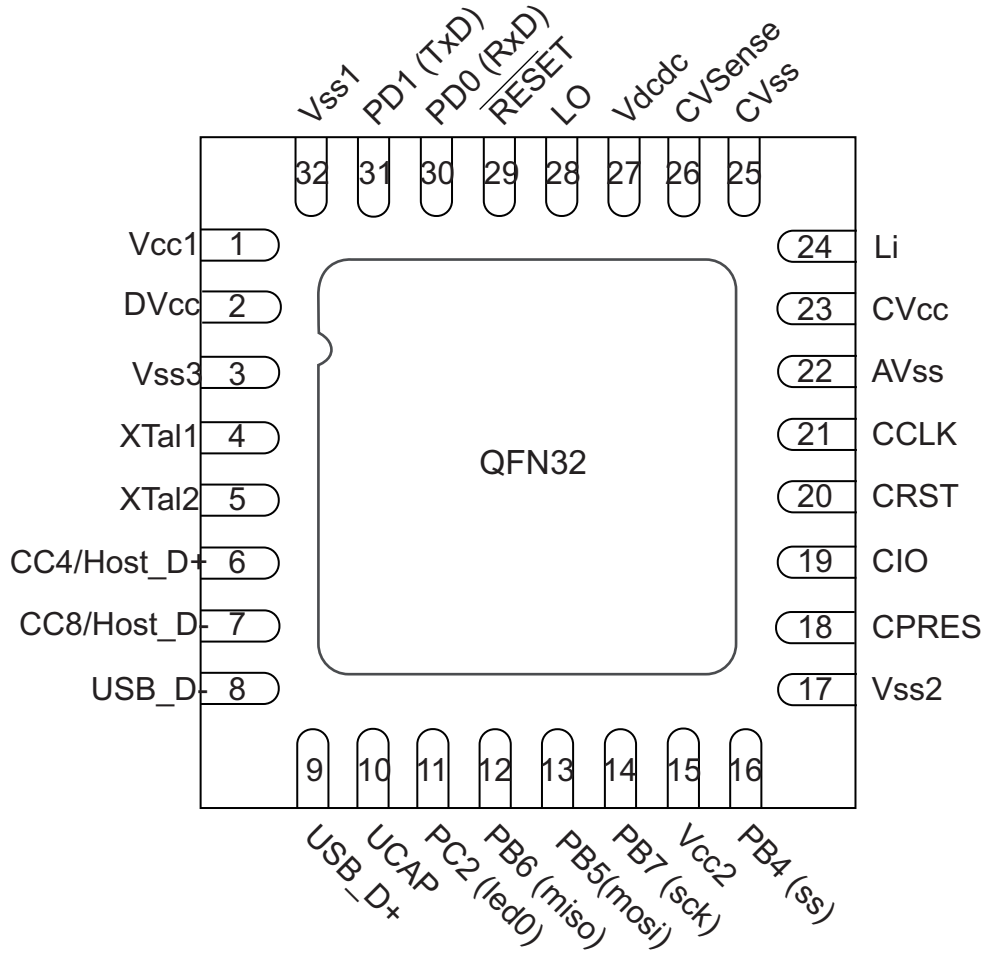 Vss1
PD1 (TxD)
PD0 (RxD)
RESET
LO
Vdcdc
CVSense
CVss
32
31
30
29
28
27
26
25
Vcc1 1
DVcc 2
Vss3 3
XTal1 4
XTal2 5
CC4/Host_D+ 6
CC8/Host_D- 7
USB_D- 8
QFN32
24 Li
23 CVcc
22 AVss
21 CCLK
20 CRST
19 CIO
18 CPRES
17 Vss2
9
10
11
12
13
14
15
16
USB_D+
UCAP
PC2 (led0)
PB6 (miso)
PB5(mosi)
PB7 (sck)
Vcc2
PB4 (ss)